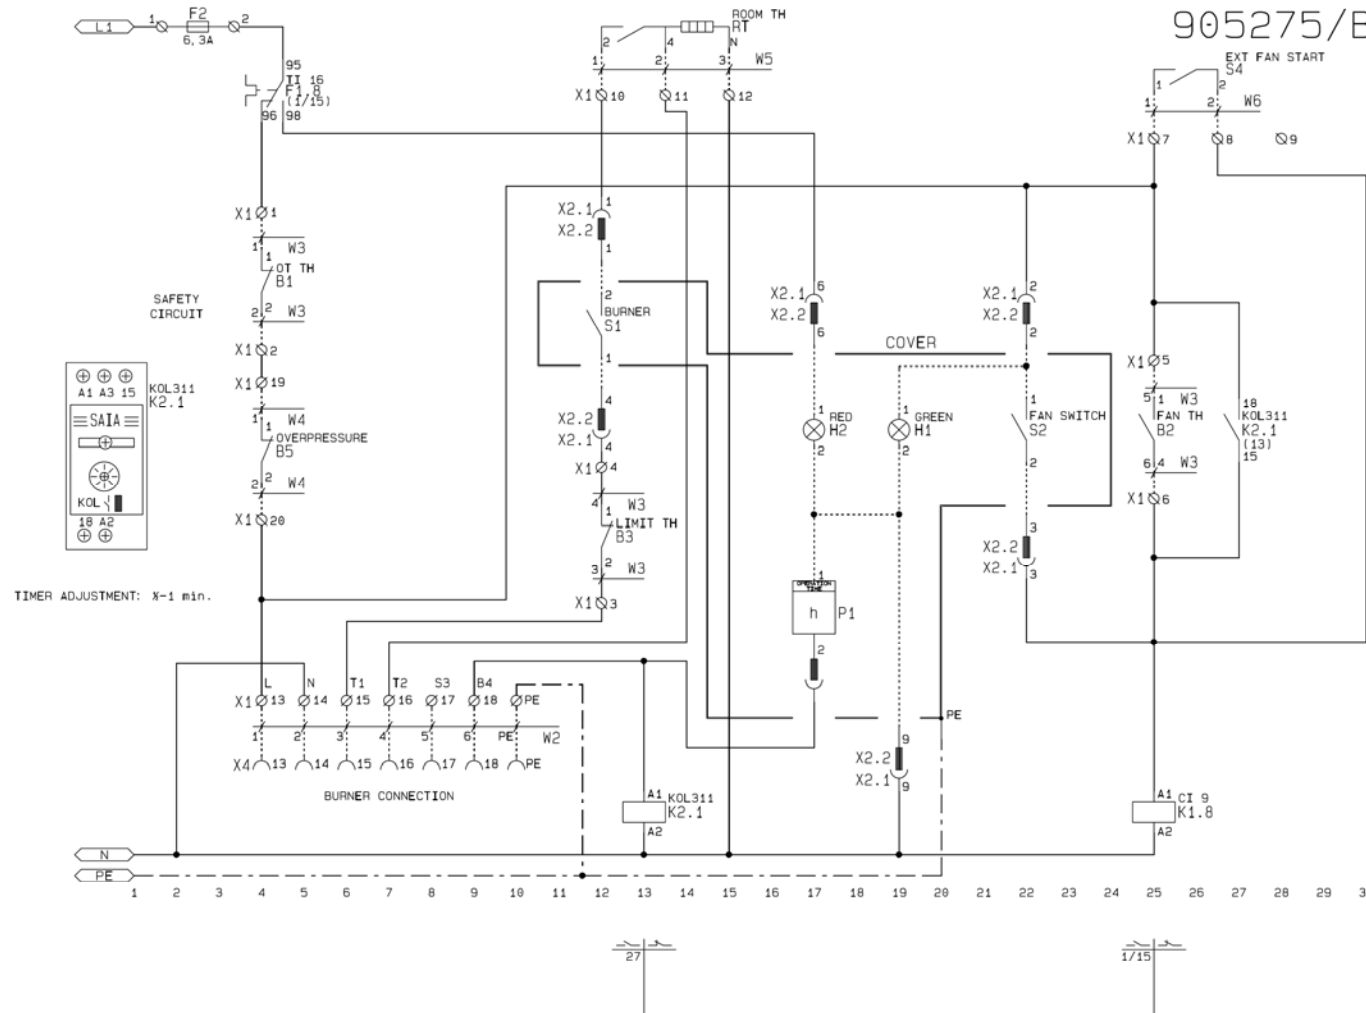 905275/B
L1
1
F2
2
6,3A
95
TI 16
F1.8
(1/15)
96 98
ROOM TH
RT
2
4
N
1
2
3
W5
X1 10
11
12
EXT FAN START
S4
1
2
1
2
W6
X1 7
8
9
X1 1
1
W3
1
OT TH
B1
SAFETY
CIRCUIT
2 2
W3
X1 2
X1 19
1
W4
1
OVERPRESSURE
B5
2 2
W4
X1 20
A1 A3 15
KOL311
K2.1
SAIA
KOL
18 A2
TIMER ADJUSTMENT:
-1 min.
X2.1
1
X2.2
1
2
BURNER
S1
1
4
X2.2
X2.1
4
X1 4
4
W3
1
LIMIT TH
B3
3 2
W3
X1 3
6
X2.1
X2.2
6
COVER
1
RED
H2
2
1
GREEN
H1
2
1
OPERATION
TIME
h
P1
2
2
X2.1
X2.2
2
1
FAN SWITCH
S2
2
3
X2.2
X2.1
3
X1 5
5
W3
1
FAN TH
B2
6 4
W3
X1 6
18
KOL311
K2.1
(13)
15
L
N
T1
T2
S3
B4
X1 13
14
15
16
17
18
PE
1
2
3
4
5
6
PE
W2
X4 13
14
15
16
17
18
PE
BURNER CONNECTION
PE
9
X2.2
X2.1
9
A1
KOL311
K2.1
A2
A1
CI 9
K1.8
A2
N
PE
1 2 3 4 5 6 7 8 9 10 11 12 13 14 15 16 17 18 19 20 21 22 23 24 25 26 27 28 29 3
27
1/15